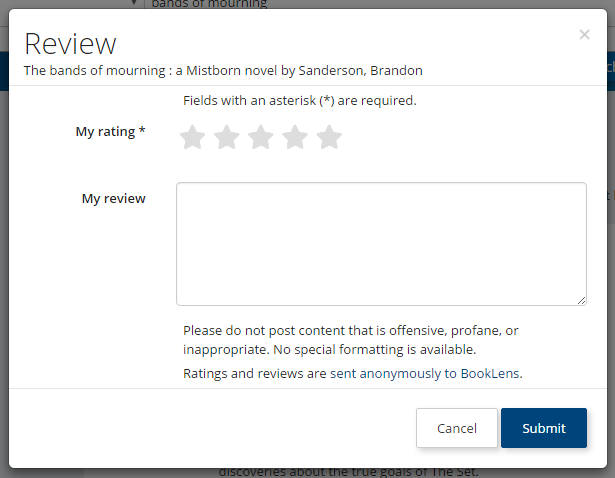 bands of mourning
Review
×
The bands of mourning : a Mistborn novel by Sanderson, Brandon
Fields with an asterisk (*) are required.
My rating *
My review
Please do not post content that is offensive, profane, or
inappropriate. No special formatting is available.
Ratings and reviews are sent anonymously to BookLens.
Cancel
Submit
discoveries about the true goals of The Set.